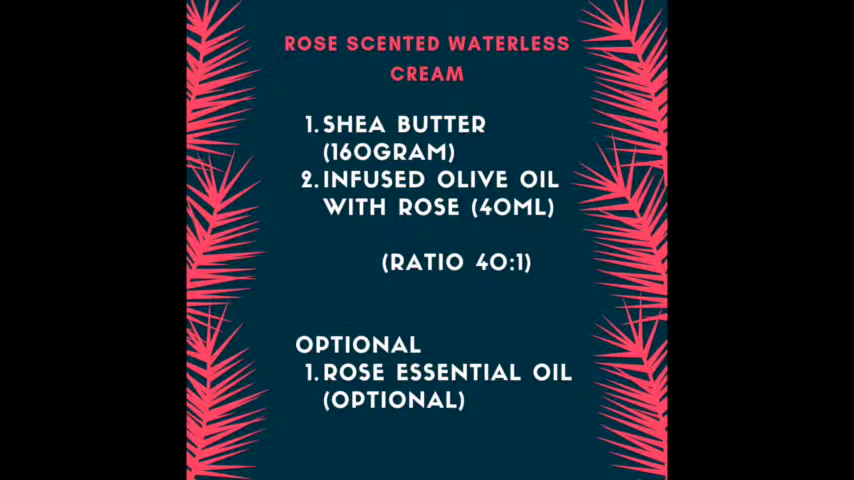 ROSE SCENTED WATERLESS
CREAM
1. SHEA BUTTER
(160GRAM)
2. INFUSED OLIVE OIL
WITH ROSE (40ML)
(RATIO 40:1)
OPTIONAL
1. ROSE ESSENTIAL OIL
(OPTIONAL)